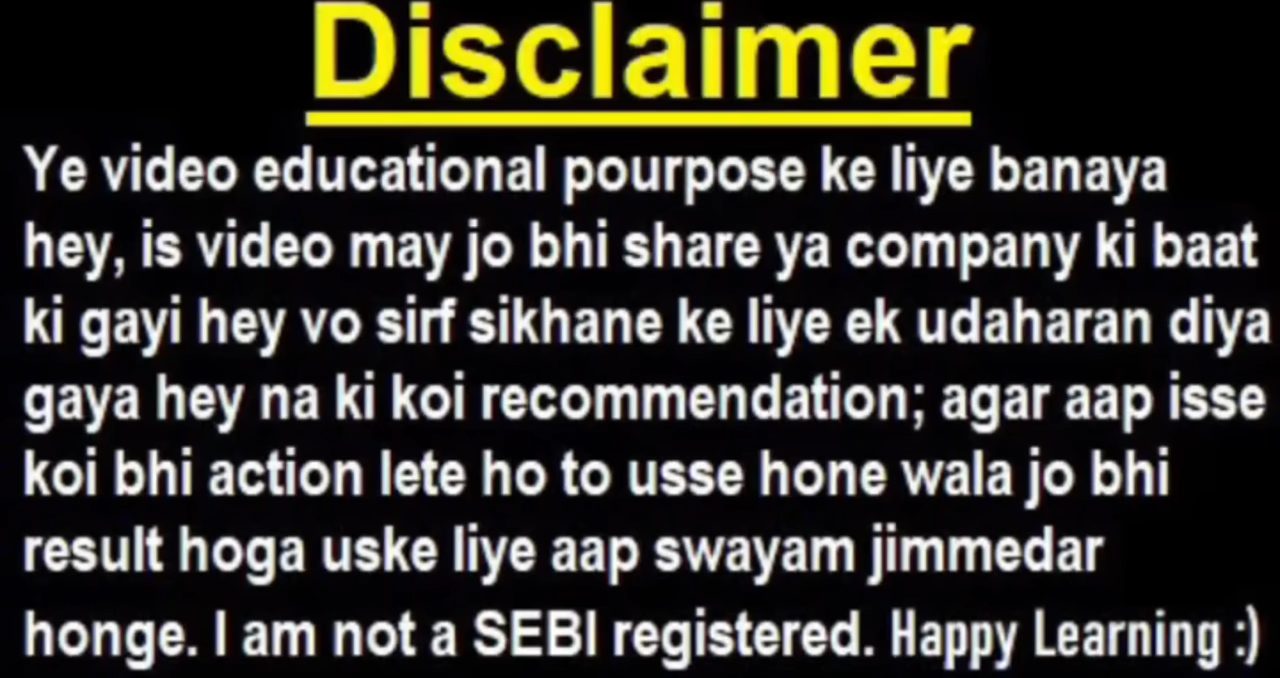 Disclaimer
Ye video educational pourpose ke liye banaya
hey, is video may jo bhi share ya company ki baat
ki gayi hey vo sirf sikhane ke liye ek udaharan diya
gaya hey na ki koi recommendation; agar aap isse
koi bhi action lete ho to usse hone wala jo bhi
result hoga uske liye aap swayam jimmedar
honge. I am not a SEBI registered. Happy Learning :)